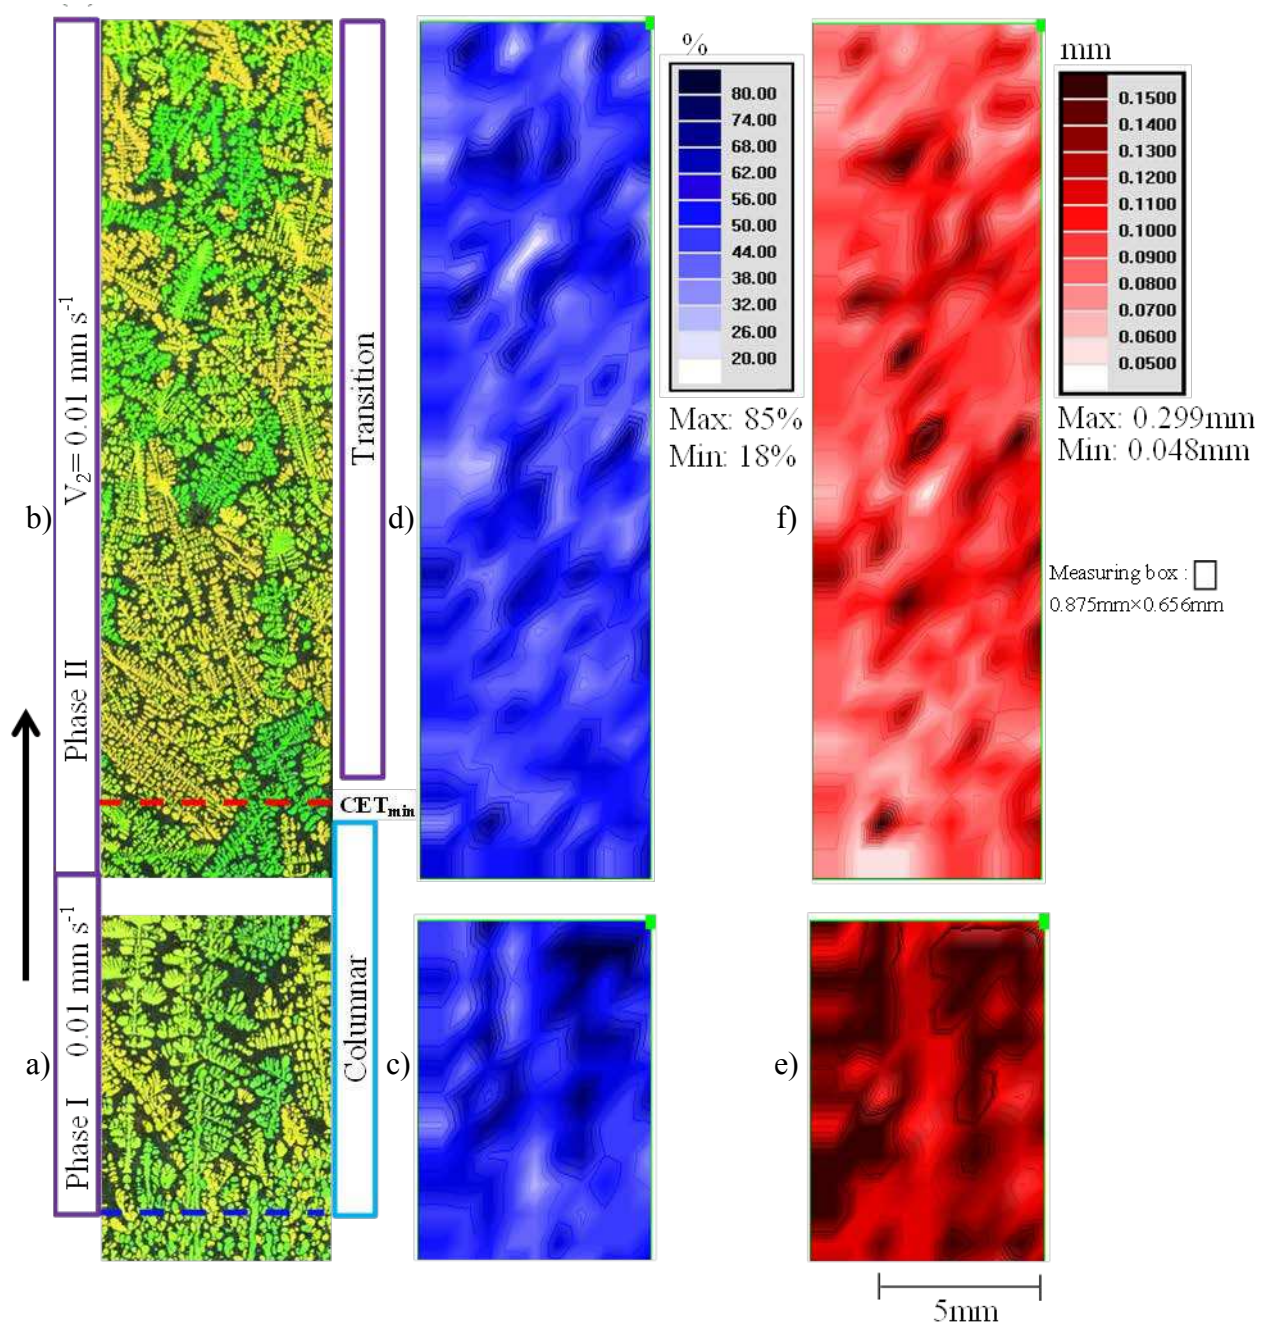 b)
Phase II V₂= 0.01 mm s⁻¹
Transition
CETmin
a)
Phase I 0.01 mm s⁻¹
Columnar
d)
%
80.00
74.00
68.00
62.00
56.00
50.00
44.00
38.00
32.00
26.00
20.00
Max: 85%
Min: 18%
c)
f)
mm
0.1500
0.1400
0.1300
0.1200
0.1100
0.1000
0.0900
0.0800
0.0700
0.0600
0.0500
Max: 0.299mm
Min: 0.048mm
Measuring box :
0.875mm×0.656mm
e)
5mm